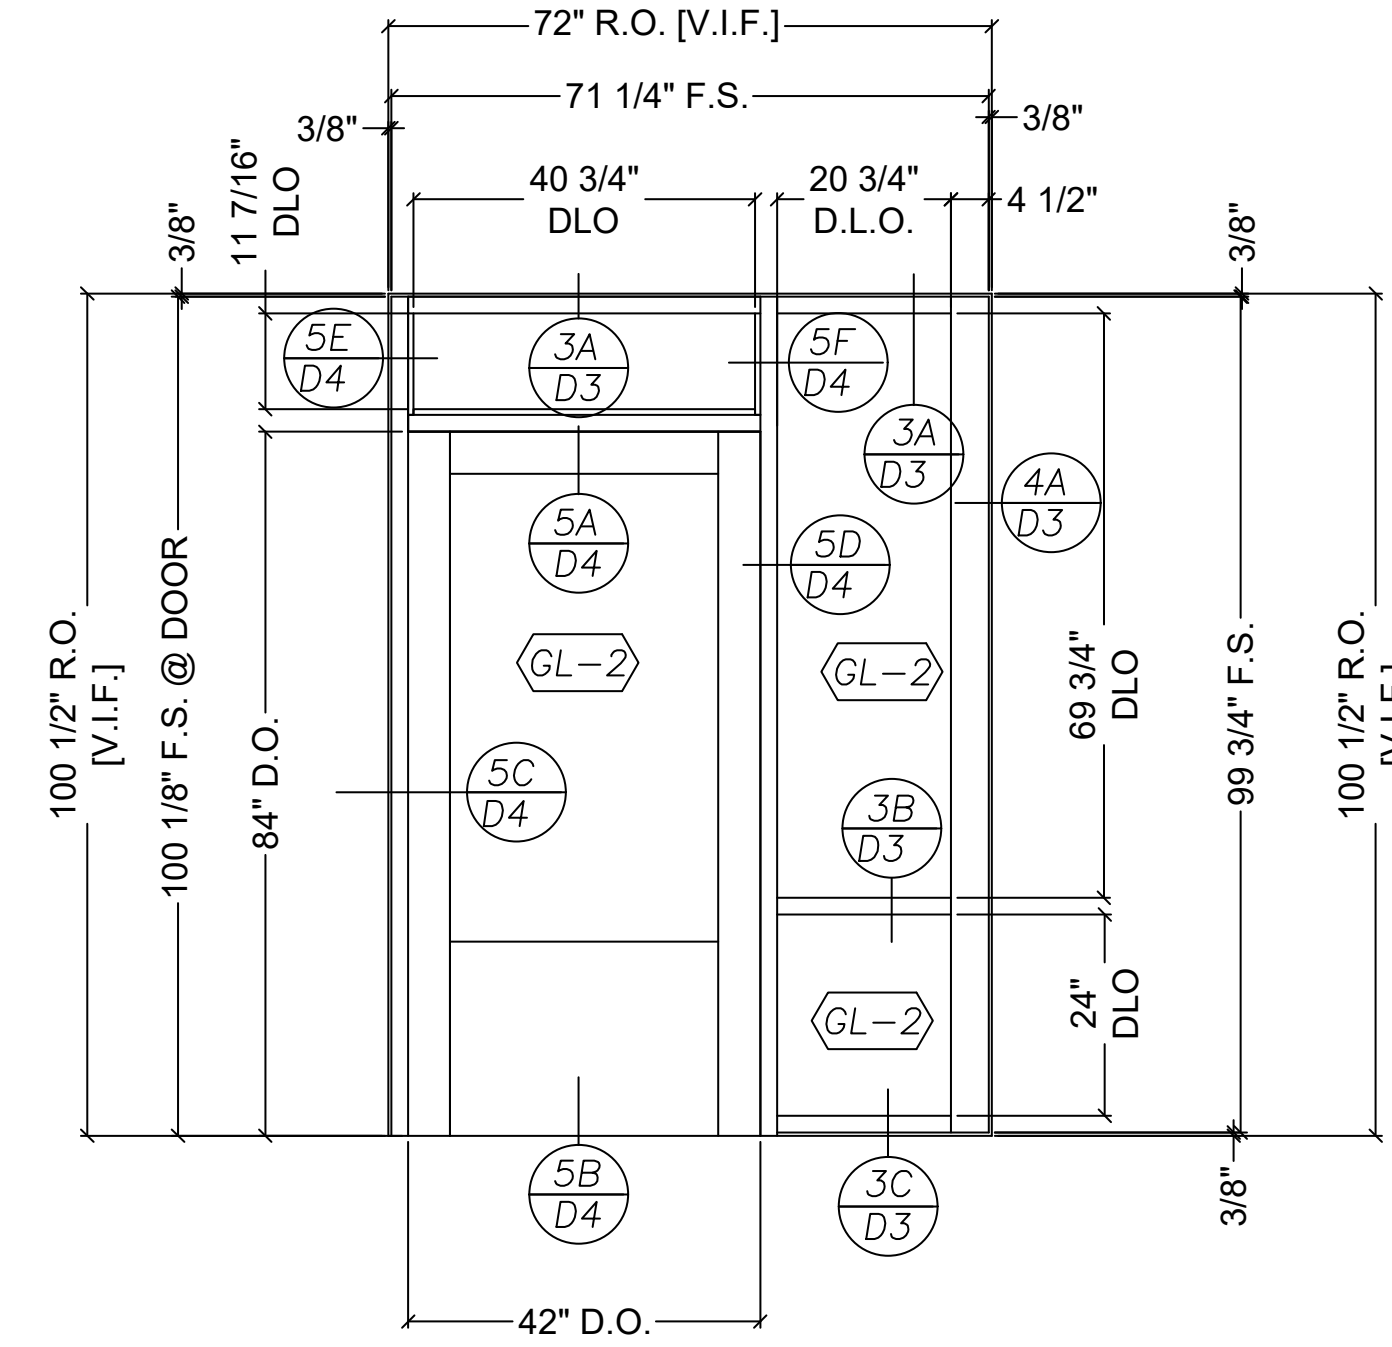 72" R.O. [V.I.F.]
71 1/4" F.S.
3/8"
3/8"
11 7/16"
DLO
40 3/4"
DLO
20 3/4"
D.L.O.
4 1/2"
3/8"
3/8"
5E
D4
3A
D3
5F
D4
3A
D3
4A
D3
5A
D4
5D
D4
GL-2
GL-2
100 1/2" R.O.
[V.I.F.]
100 1/8" F.S. @ DOOR
84" D.O.
69 3/4"
DLO
99 3/4" F.S.
100 1/2" R.O.
5C
D4
3B
D3
24"
DLO
GL-2
5B
D4
3C
D3
3/8"
42" D.O.